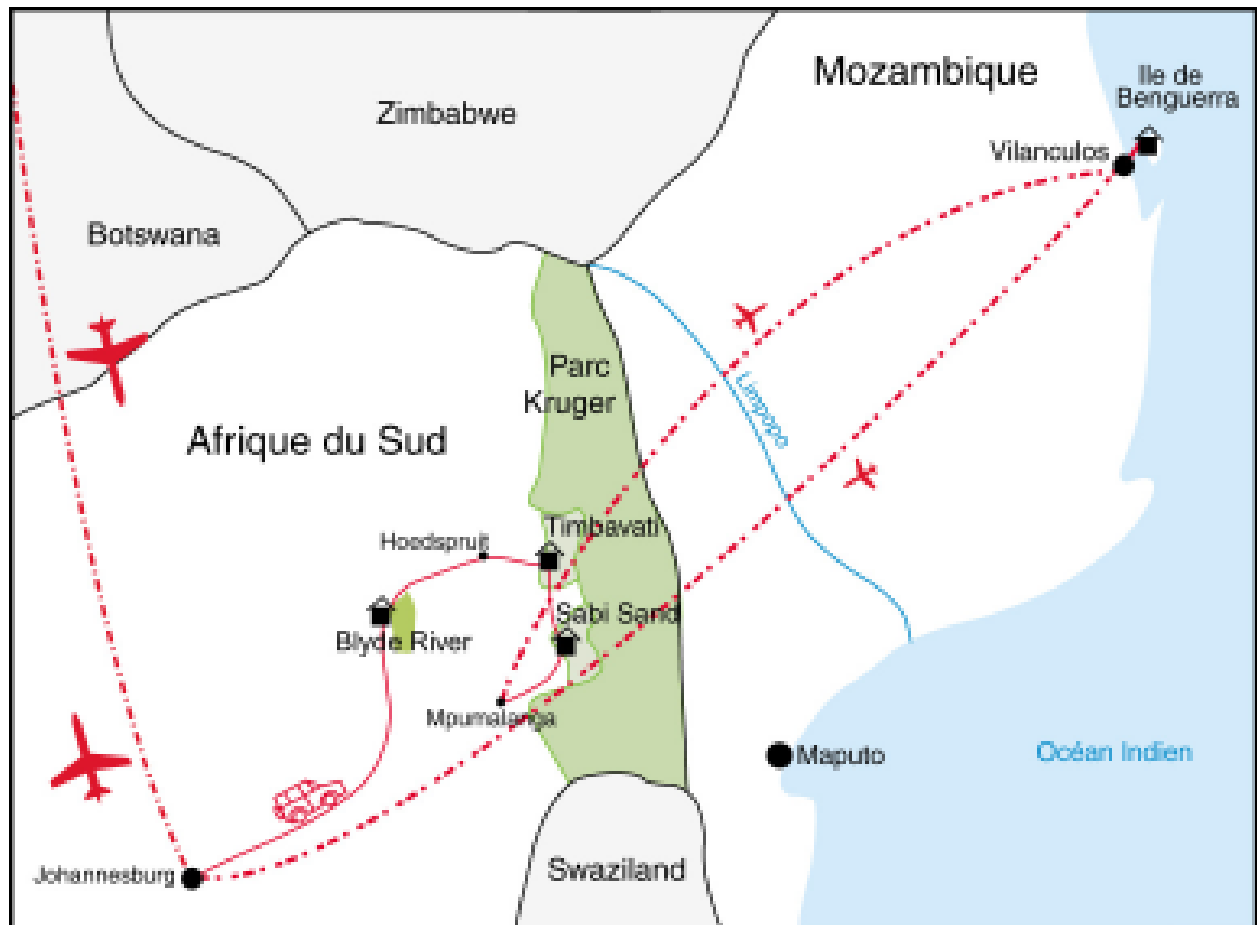 Mozambique
Ile de
Benguerra
Zimbabwe
Vilanculos
Botswana
Parc
Kruger
Limpopo
Afrique du Sud
Timbavati
Hoedspruit
Sabi Sand
Blyde River
Mpumalanga
Maputo
Océan Indien
Johannesburg
Swaziland